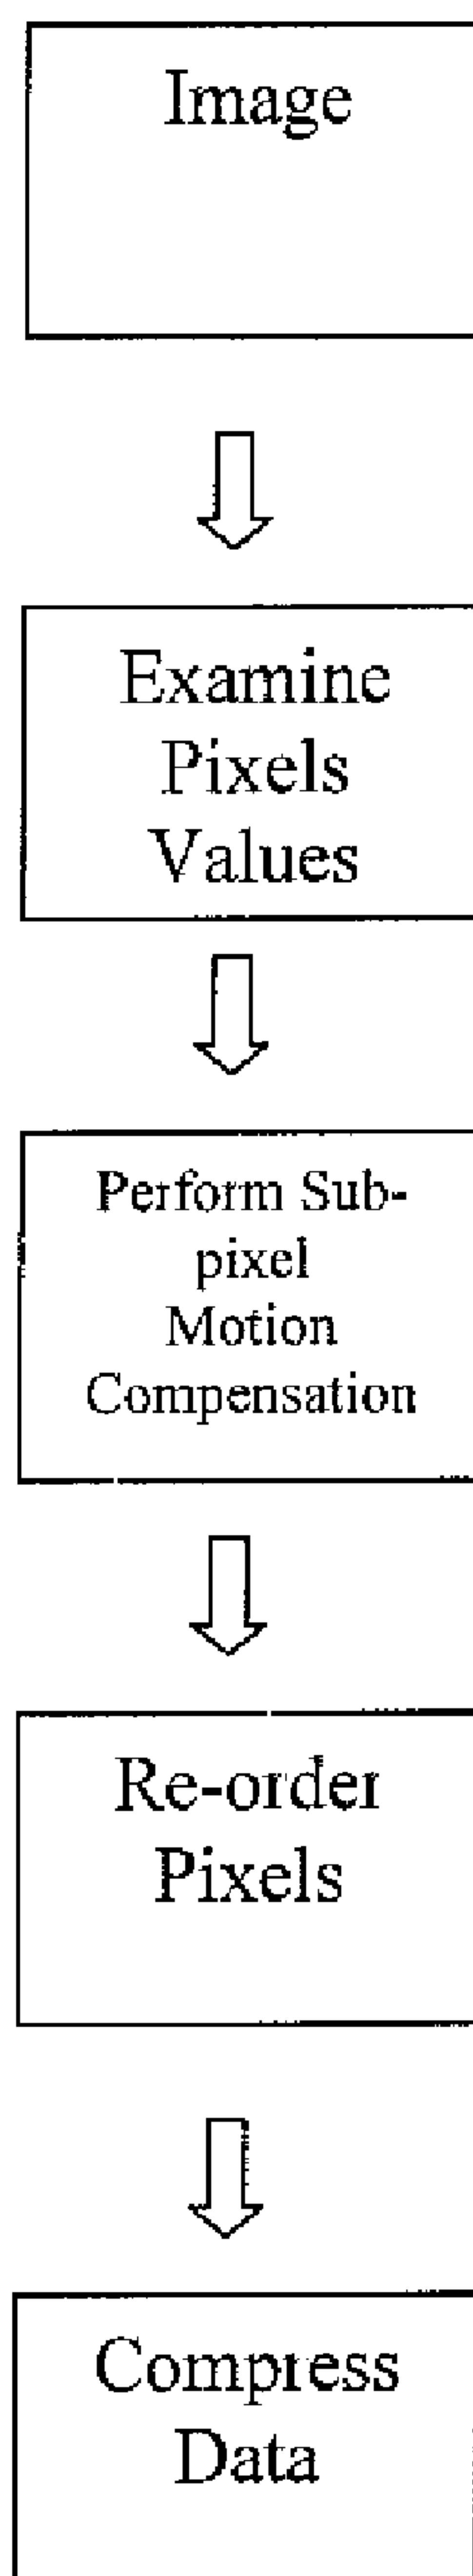 Image
Examine
Pixels
Values
Perform Sub-
pixel
Motion
Compensation
Re-order
Pixels
Compress
Data